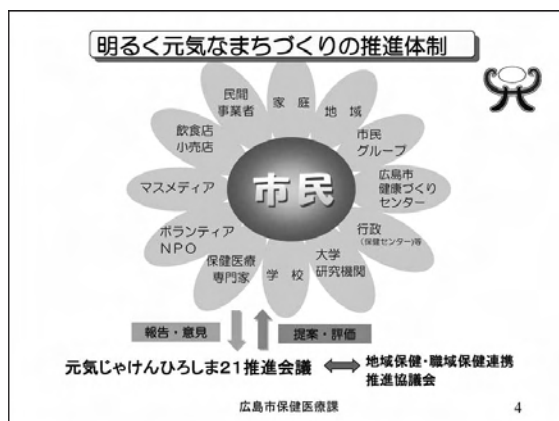 明るく元気なまちづくりの推進体制
家庭
地域
市民
グループ
広島市
健康づくり
センター
行政
(保健センター)等
大学
研究機関
学校
保健医療
専門家
ボランティア
NPO
マスメディア
飲食店
小売店
民間
事業者
市民
報告・意見
提案・評価
元気じゃけんひろしま21推進会議
地域保健・職域保健連携
推進協議会
広島市保健医療課
4